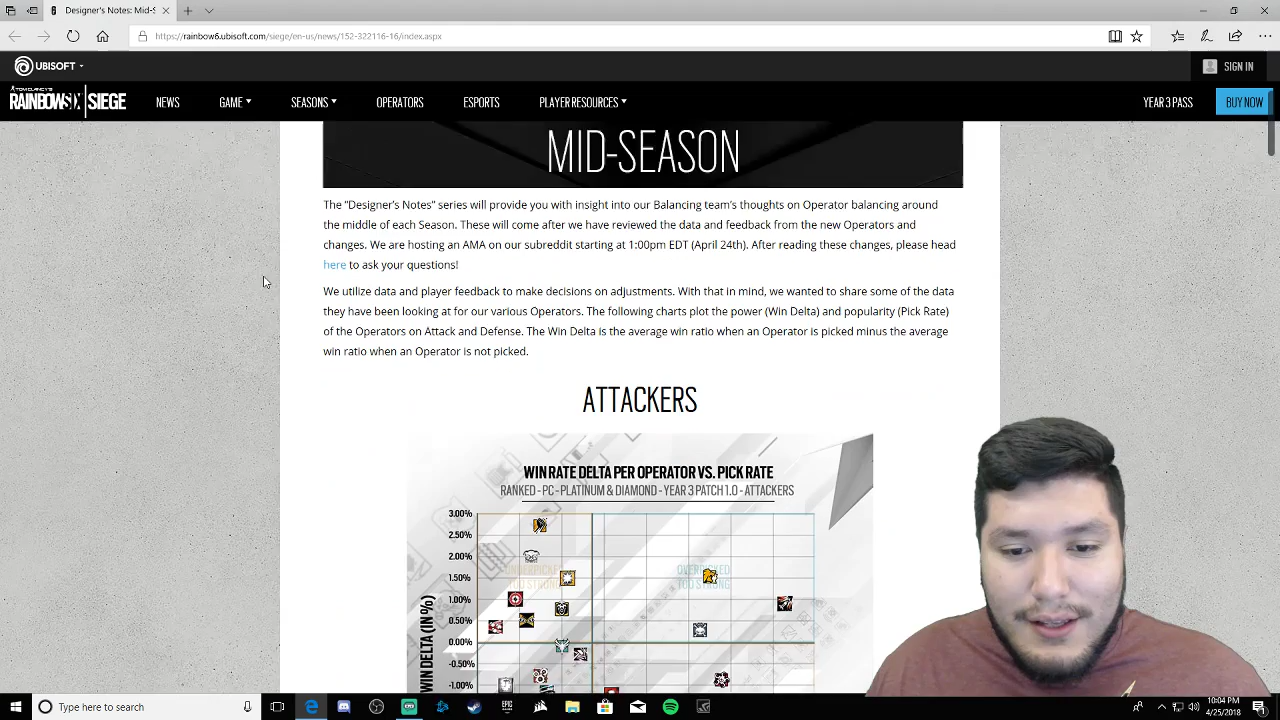 Designer's Notes: Mid-S
https://rainbow6.ubisoft.com/siege/en-us/news/152-322116-16/index.aspx
UBISOFT
SIGN IN
TOM CLANCY'S
RAINBOWSIX SIEGE
NEWS
GAME
SEASONS
OPERATORS
ESPORTS
PLAYER RESOURCES
YEAR 3 PASS
BUY NOW
MID-SEASON
The "Designer's Notes" series will provide you with insight into our Balancing team's thoughts on Operator balancing around
the middle of each Season. These will come after we have reviewed the data and feedback from the new Operators and
changes. We are hosting an AMA on our subreddit starting at 1:00pm EDT (April 24th). After reading these changes, please head
here to ask your questions!
We utilize data and player feedback to make decisions on adjustments. With that in mind, we wanted to share some of the data
they have been looking at for our various Operators. The following charts plot the power (Win Delta) and popularity (Pick Rate)
of the Operators on Attack and Defense. The Win Delta is the average win ratio when an Operator is picked minus the average
win ratio when an Operator is not picked.
ATTACKERS
WIN RATE DELTA PER OPERATOR VS. PICK RATE
RANKED - PC - PLATINUM & DIAMOND - YEAR 3 PATCH 1.0 - ATTACKERS
3.00%
2.50%
2.00%
1.50%
1.00%
0.50%
0.00%
-0.50%
-1.00%
WIN DELTA (IN %)
UNDERPICKED
TOO STRONG
OVERPICKED
TOO STRONG
Type here to search
10:04 PM
4/25/2018